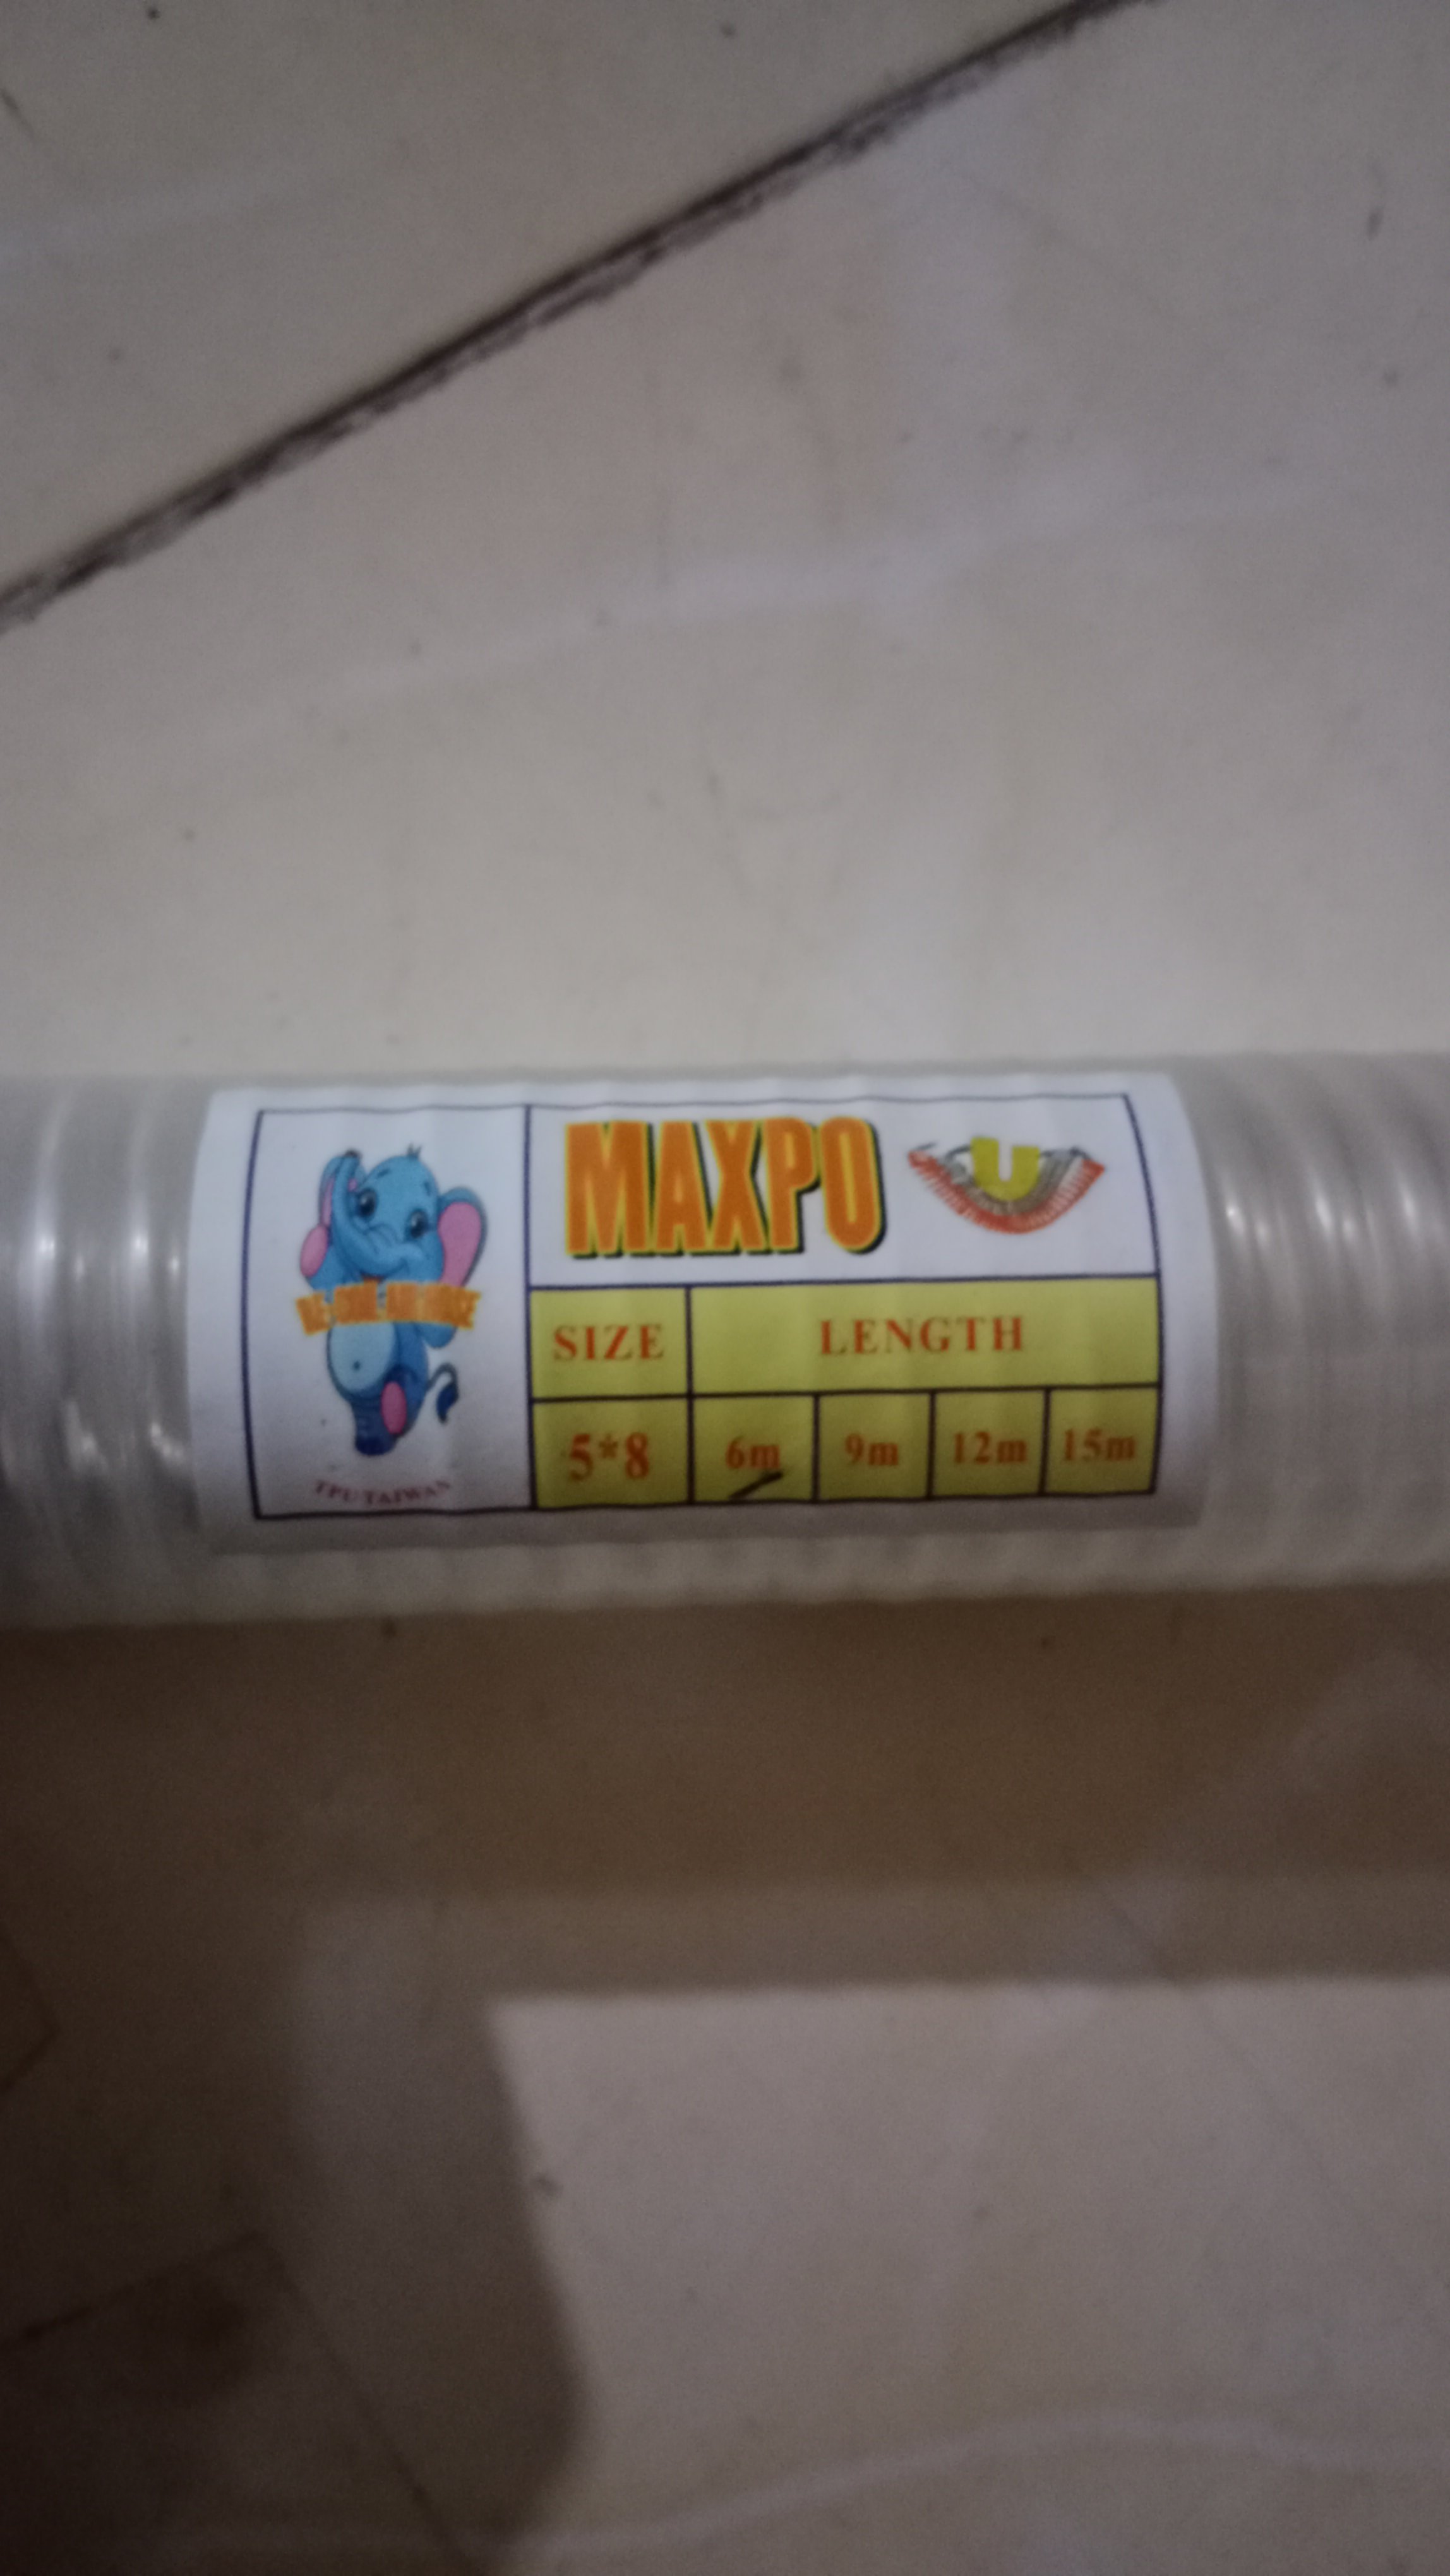 MAXPO
U
SIZE LENGTH
5*8 6m 9m 12m 15m
TPU TAIWAN